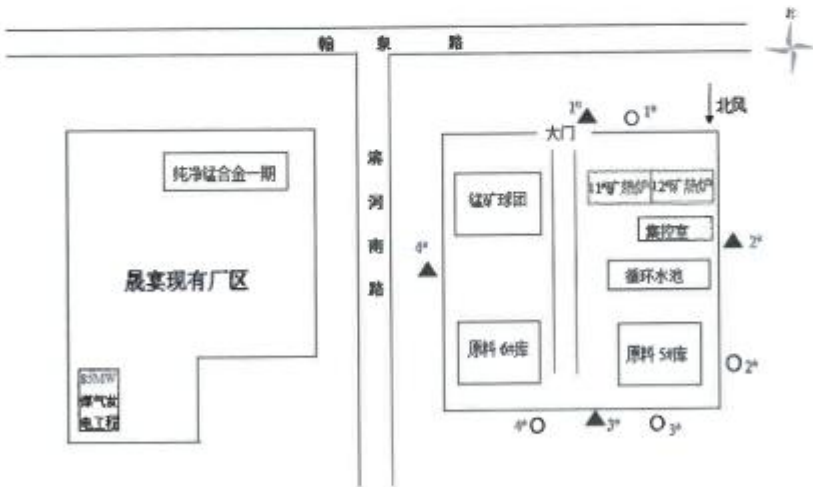 北
翰泉路
1# 1# 北风
大门
滨河南路
纯净锰合金一期
锰矿球团
11#矿热炉 12#矿热炉
集控室
2#
4#
晟宴现有厂区
循环水池
原料 6#库
原料 5#库
2#
85MW
煤气发
电工程
4# 3# 3#